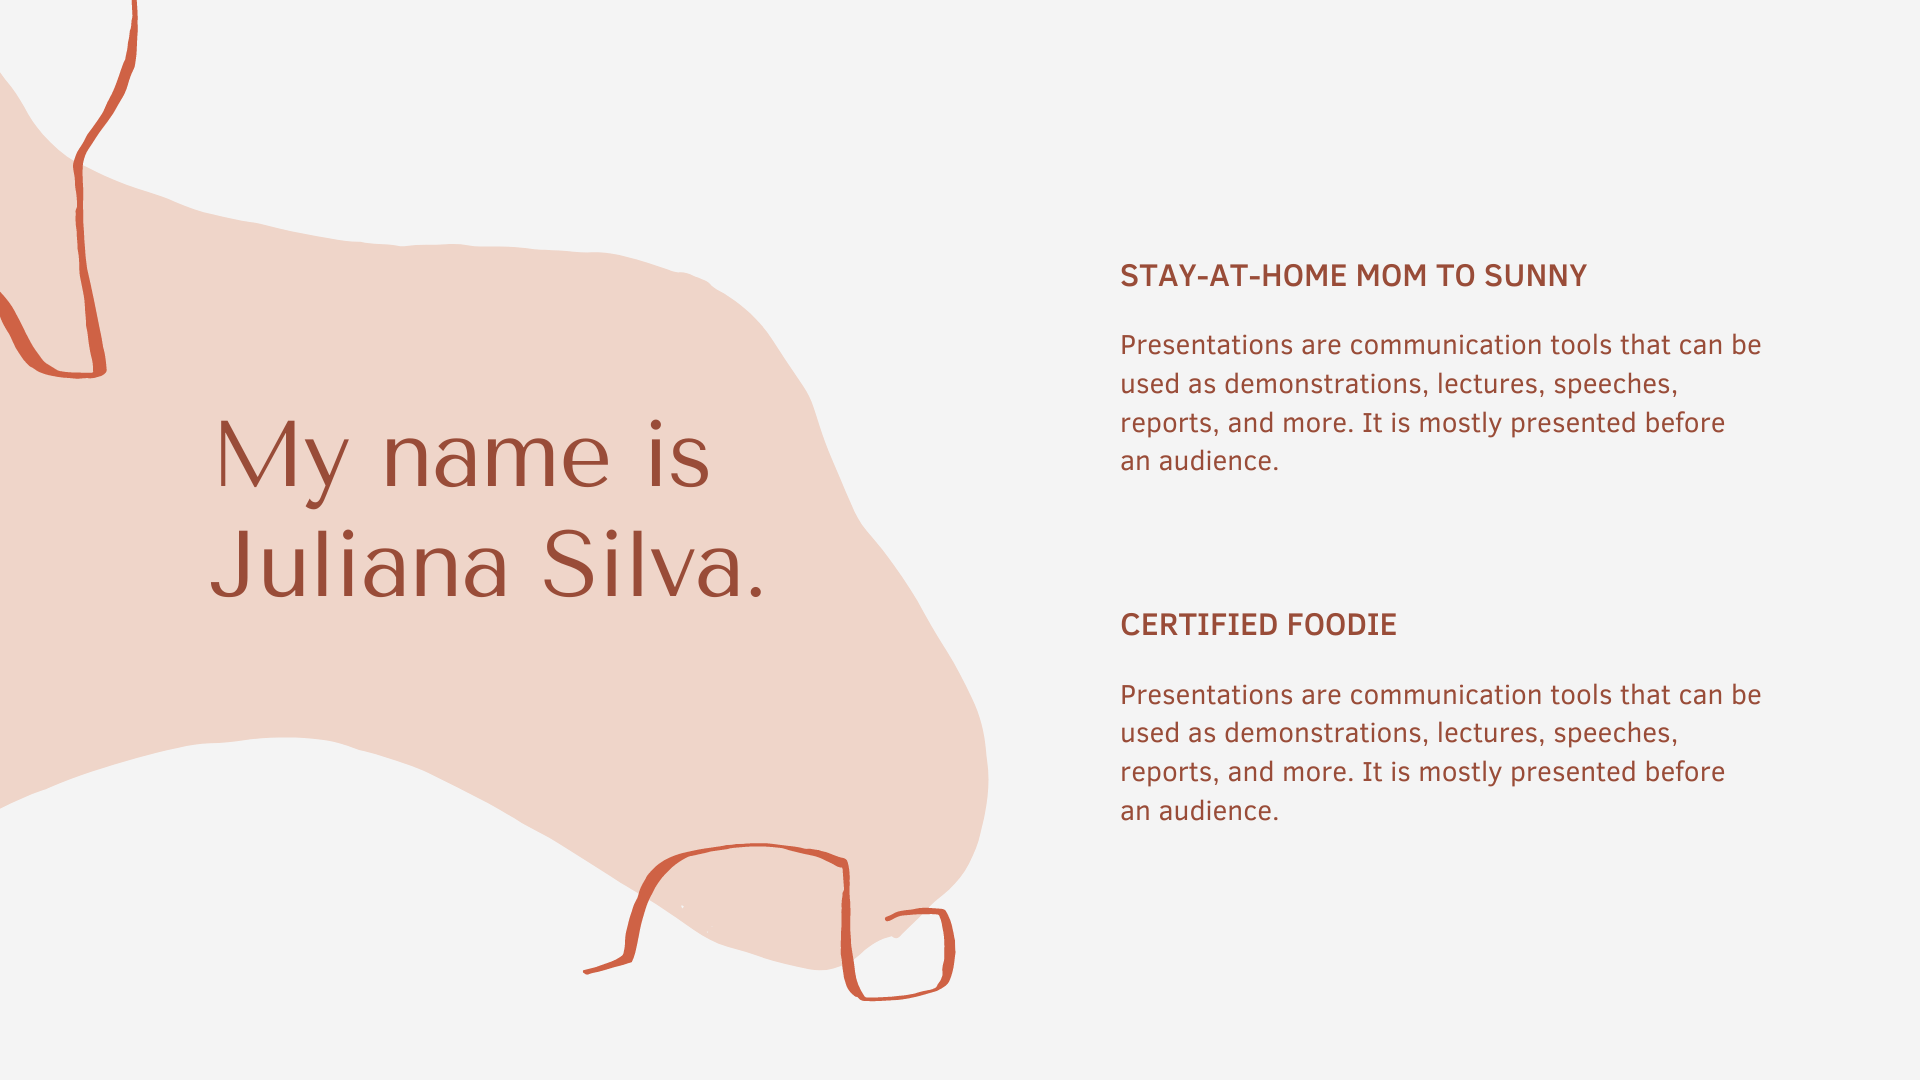 My name is
Juliana Silva.
STAY-AT-HOME MOM TO SUNNY
Presentations are communication tools that can be
used as demonstrations, lectures, speeches,
reports, and more. It is mostly presented before
an audience.
CERTIFIED FOODIE
Presentations are communication tools that can be
used as demonstrations, lectures, speeches,
reports, and more. It is mostly presented before
an audience.